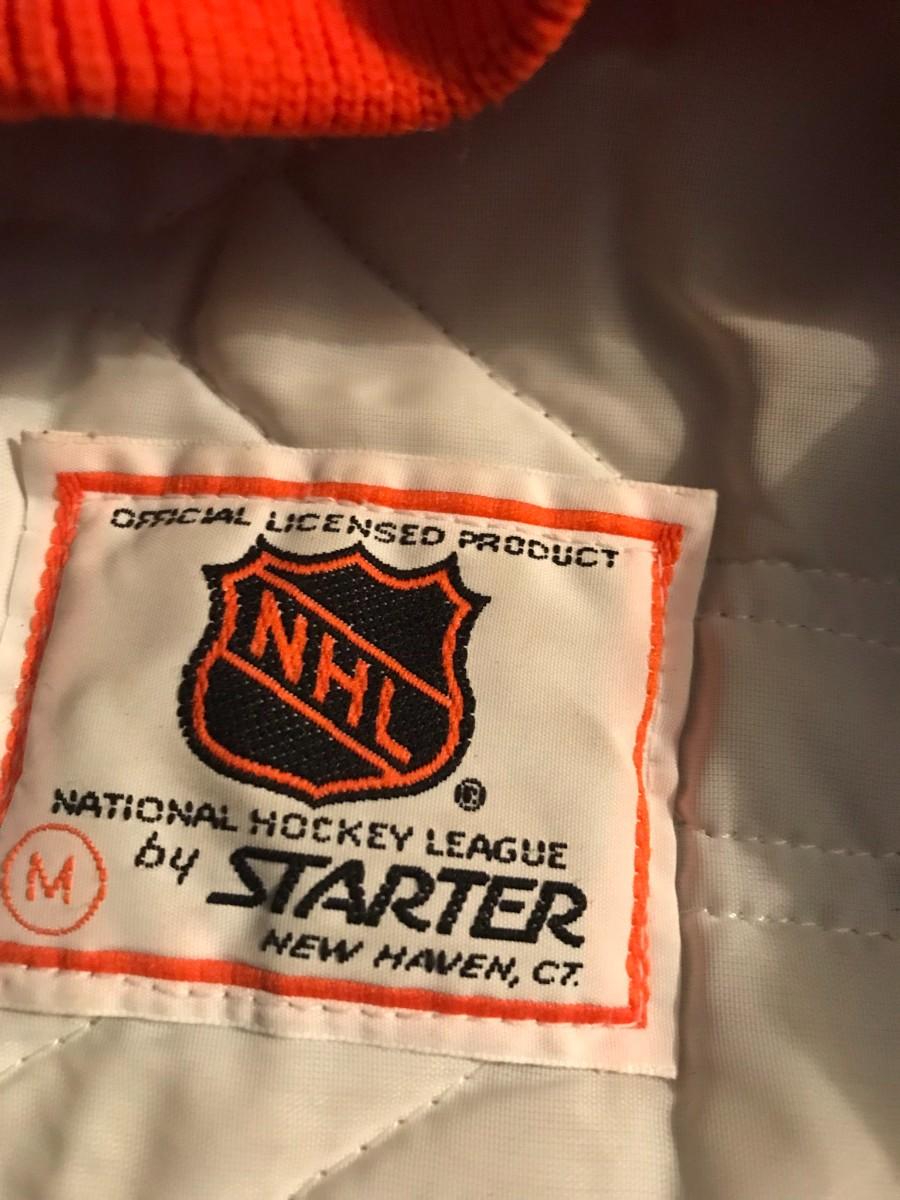 OFFICIAL LICENSED PRODUCT
NHL
®
NATIONAL HOCKEY LEAGUE
M
by STARTER
NEW HAVEN, CT.